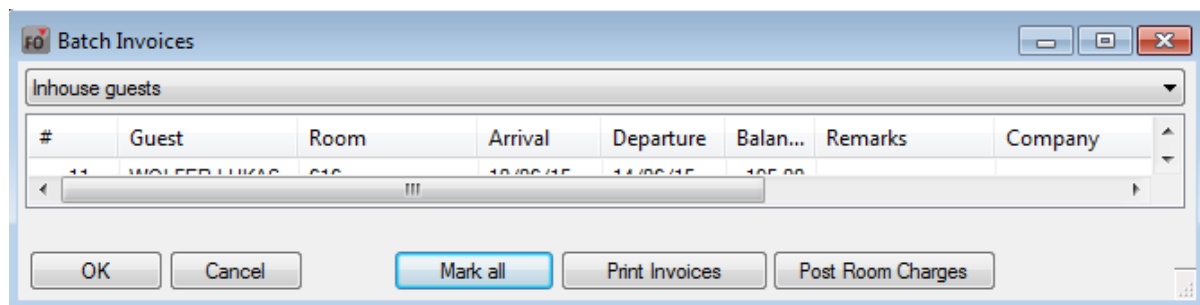 FO Batch Invoices
Inhouse guests
# Guest Room Arrival Departure Balan... Remarks Company
OK Cancel Mark all Print Invoices Post Room Charges